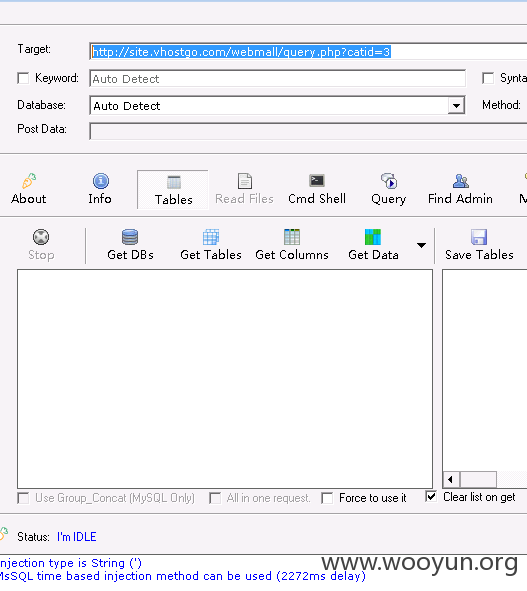 Target: http://site.vhostgo.com/webmall/query.php?catid=3
Keyword: Auto Detect Synta
Database: Auto Detect Method:
Post Data:
About Info Tables Read Files Cmd Shell Query Find Admin M
Stop Get DBs Get Tables Get Columns Get Data Save Tables
Use Group_Concat (MySQL Only) All in one request. Force to use it Clear list on get
Status: I'm IDLE
njection type is String (')
MsSQL time based injection method can be used (2272ms delay)
www.wooyun.org